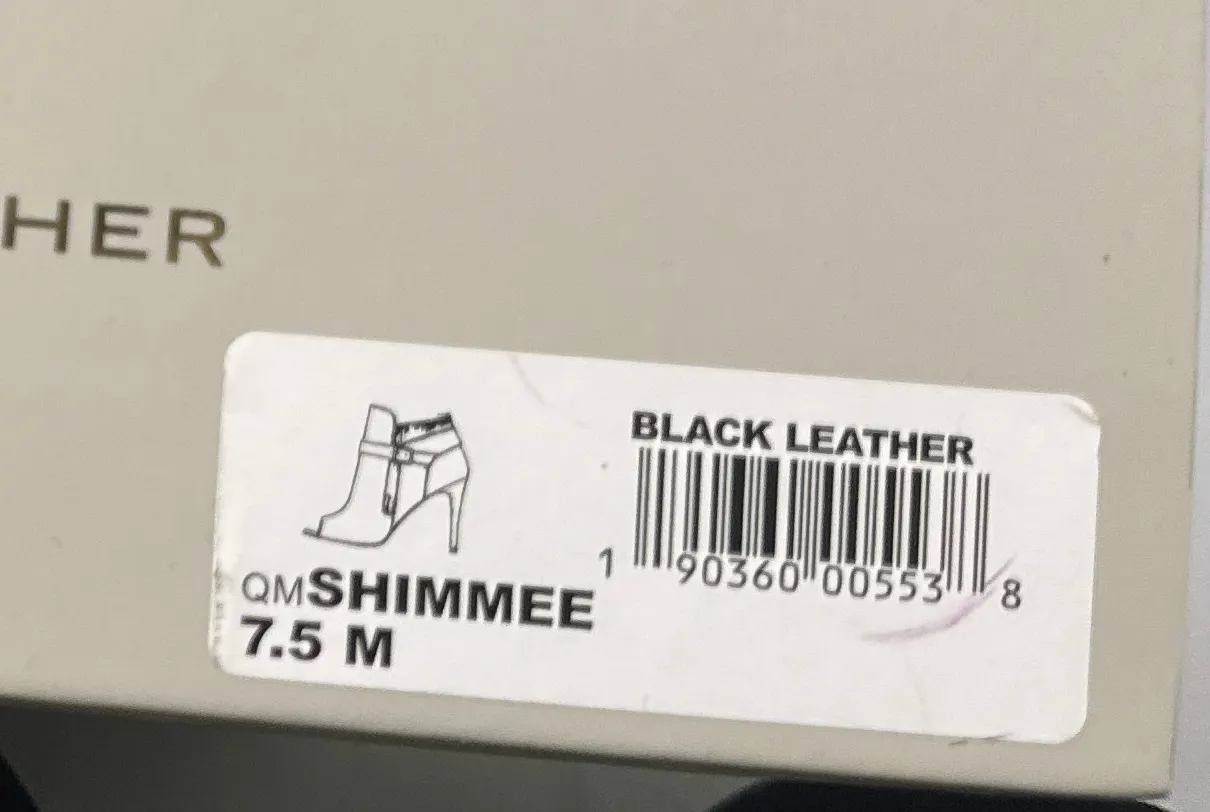 HER
BLACK LEATHER
1 90360 00553 8
QMSHIMMEE
7.5 M